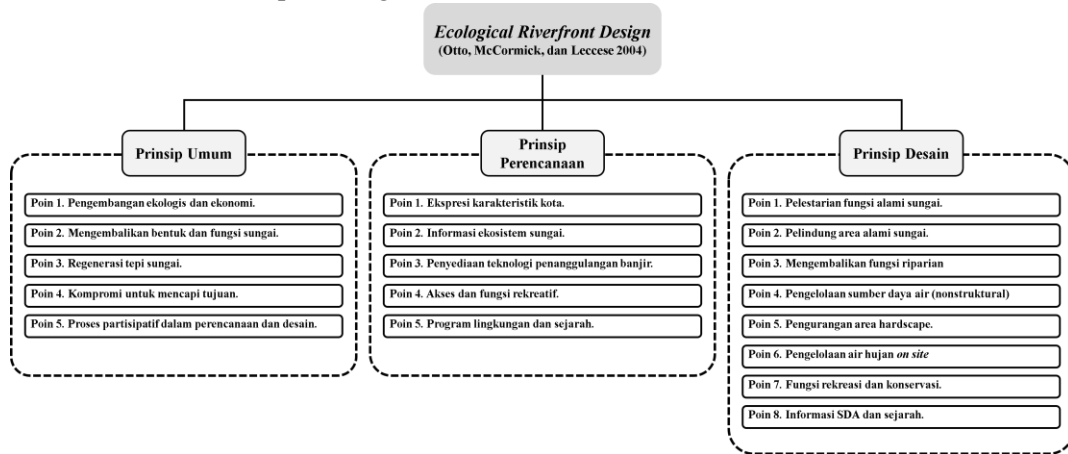 Ecological Riverfront Design
(Otto, McCormick, dan Leccese 2004)
Prinsip Umum
Poin 1. Pengembangan ekologis dan ekonomi.
Poin 2. Mengembalikan bentuk dan fungsi sungai.
Poin 3. Regenerasi tepi sungai.
Poin 4. Kompromi untuk mencapi tujuan.
Poin 5. Proses partisipatif dalam perencanaan dan desain.
Prinsip
Perencanaan
Poin 1. Ekspresi karakteristik kota.
Poin 2. Informasi ekosistem sungai.
Poin 3. Penyediaan teknologi penanggulangan banjir.
Poin 4. Akses dan fungsi rekreatif.
Poin 5. Program lingkungan dan sejarah.
Prinsip Desain
Poin 1. Pelestarian fungsi alami sungai.
Poin 2. Pelindung area alami sungai.
Poin 3. Mengembalikan fungsi riparian
Poin 4. Pengelolaan sumber daya air (nonstruktural)
Poin 5. Pengurangan area hardscape.
Poin 6. Pengelolaan air hujan on site
Poin 7. Fungsi rekreasi dan konservasi.
Poin 8. Informasi SDA dan sejarah.